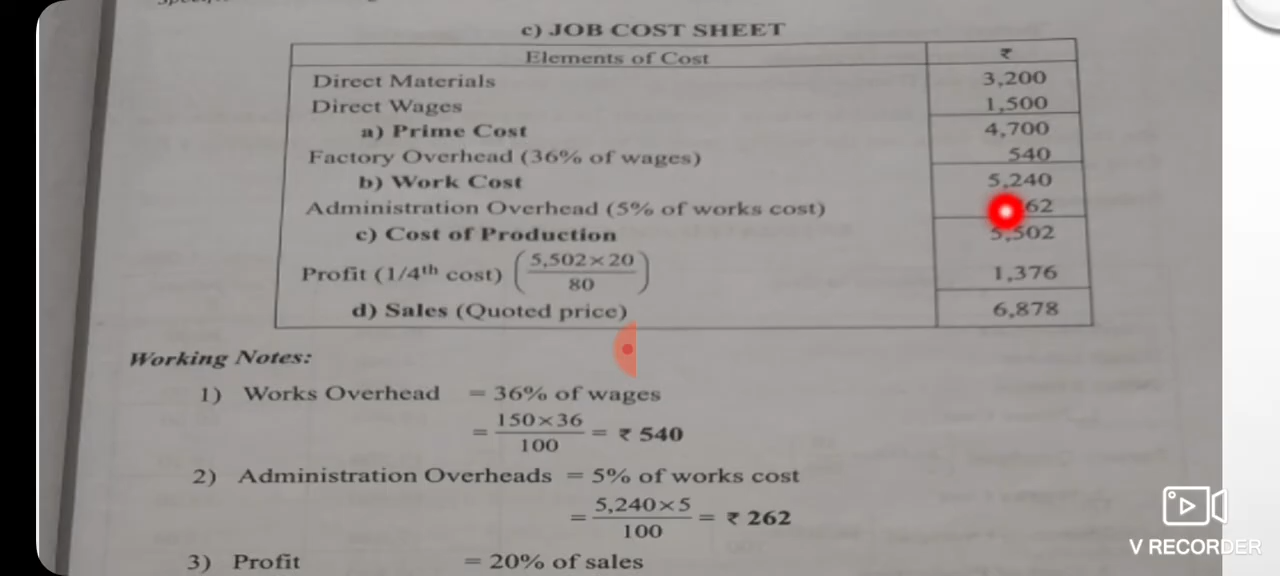 c) JOB COST SHEET
Elements of Cost ₹
Direct Materials 3,200
Direct Wages 1,500
a) Prime Cost 4,700
Factory Overhead (36% of wages) 540
b) Work Cost 5,240
Administration Overhead (5% of works cost) 62
c) Cost of Production 5,502
Profit (1/4th cost) (5,502×20/80) 1,376
d) Sales (Quoted price) 6,878
Working Notes:
1) Works Overhead = 36% of wages
= 150×36/100 = ₹ 540
2) Administration Overheads = 5% of works cost
= 5,240×5/100 = ₹ 262
3) Profit = 20% of sales
V RECORDER